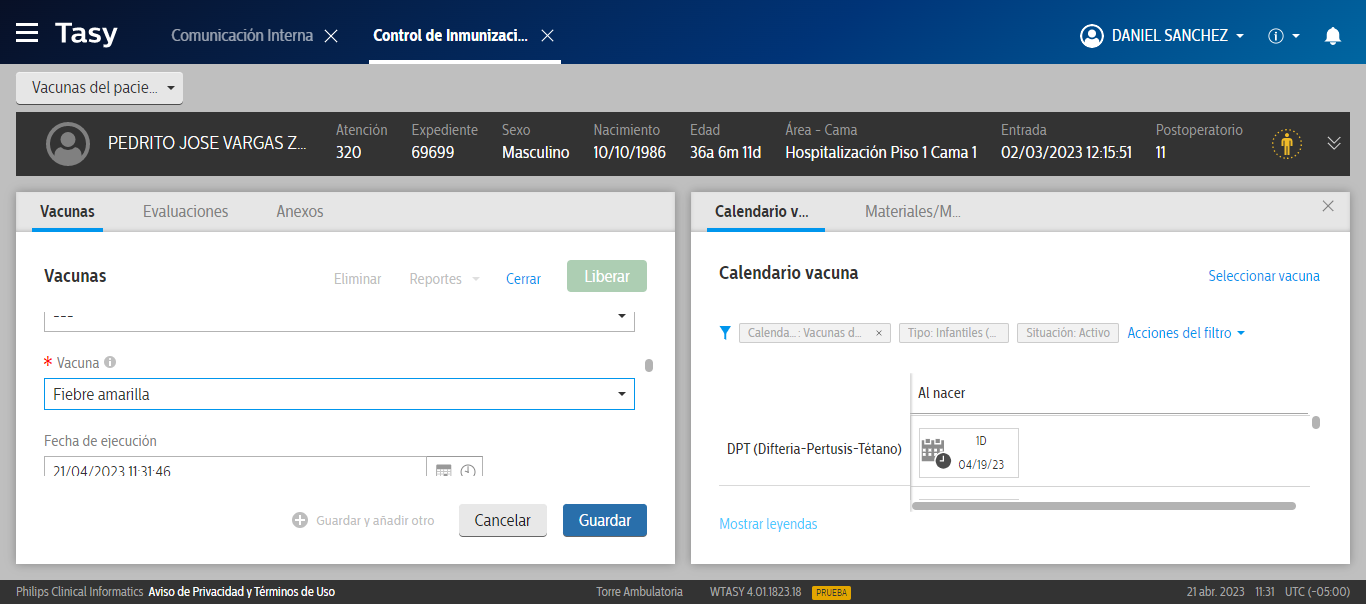 Tasy
Comunicación Interna
Control de Inmunizaci...
DANIEL SANCHEZ
Vacunas del pacie...
PEDRITO JOSE VARGAS Z...
Atención
320
Expediente
69699
Sexo
Masculino
Nacimiento
10/10/1986
Edad
36a 6m 11d
Área - Cama
Hospitalización Piso 1 Cama 1
Entrada
02/03/2023 12:15:51
Postoperatorio
11
Vacunas
Evaluaciones
Anexos
Vacunas
Eliminar
Reportes
Cerrar
Liberar
---
* Vacuna
Fiebre amarilla
Fecha de ejecución
21/04/2023 11:31:46
Guardar y añadir otro
Cancelar
Guardar
Calendario v...
Materiales/M...
Calendario vacuna
Seleccionar vacuna
Calenda... : Vacunas d... ×
Tipo: Infantiles (...
Situación: Activo
Acciones del filtro
Al nacer
DPT (Difteria-Pertusis-Tétano)
1D
04/19/23
Mostrar leyendas
Philips Clinical Informatics Aviso de Privacidad y Términos de Uso
Torre Ambulatoria
WTASY 4.01.1823.18
PRUEBA
21 abr. 2023 11:31 UTC (-05:00)